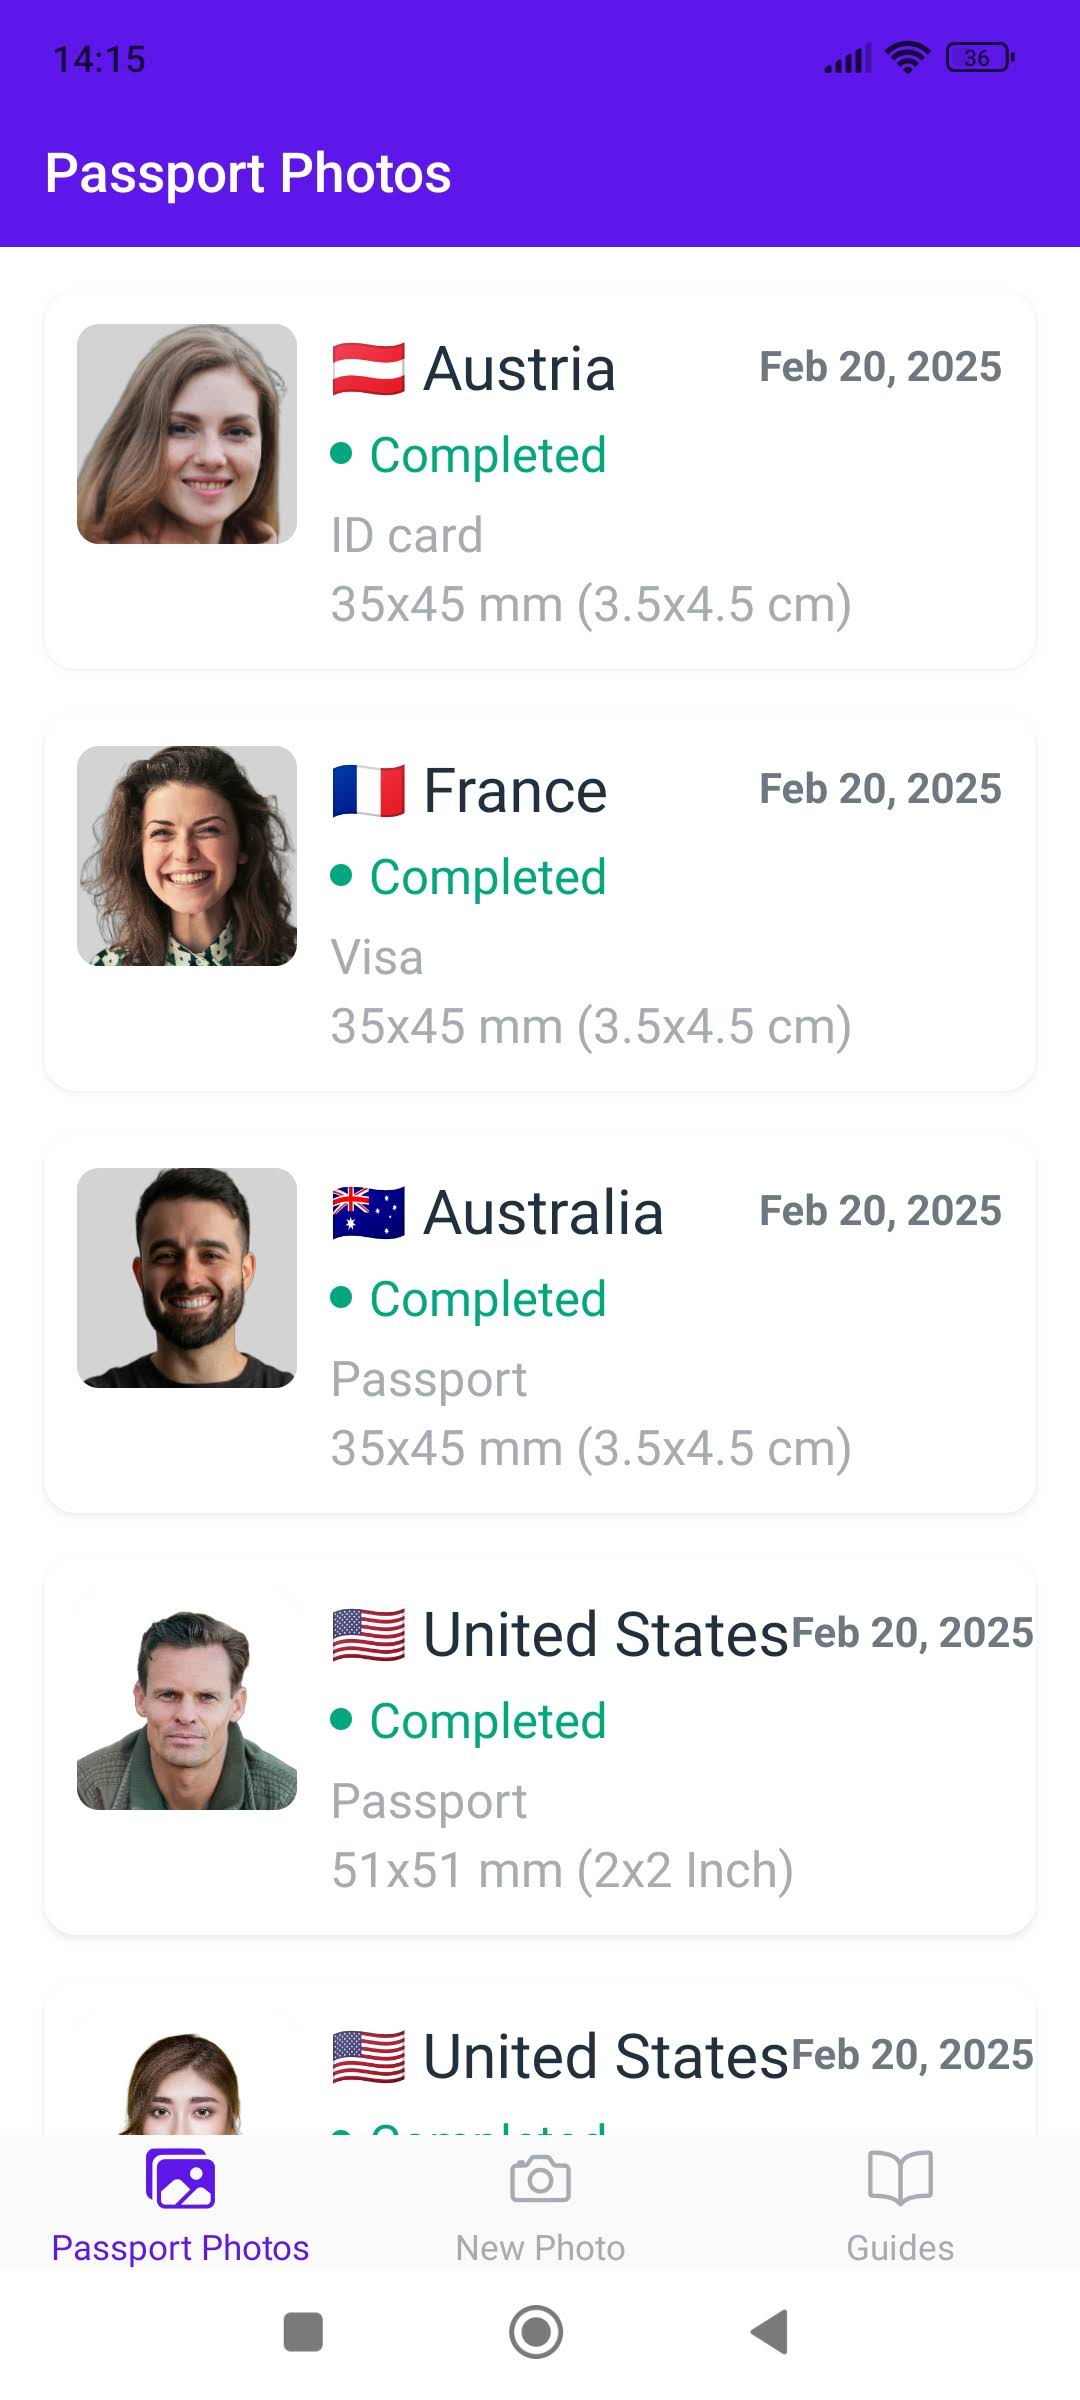 14:15
36
Passport Photos
Austria Feb 20, 2025
Completed
ID card
35x45 mm (3.5x4.5 cm)
France Feb 20, 2025
Completed
Visa
35x45 mm (3.5x4.5 cm)
Australia Feb 20, 2025
Completed
Passport
35x45 mm (3.5x4.5 cm)
United States Feb 20, 2025
Completed
Passport
51x51 mm (2x2 Inch)
United States Feb 20, 2025
Completed
Passport Photos
New Photo
Guides